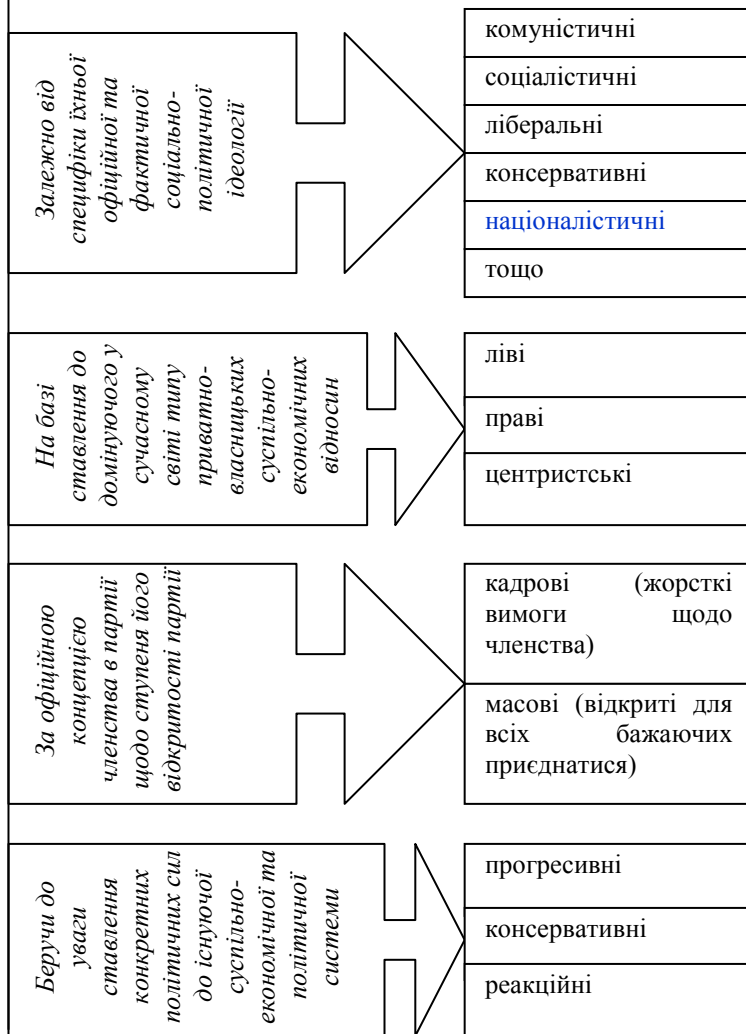 Залежно від
специфіки їхньої
офіційної та
фактичної
соціально-
політичної
ідеології
комуністичні
соціалістичні
ліберальні
консервативні
націоналістичні
тощо
На базі
ставлення до
домінуючого у
сучасному
світі типу
приватно-
власницьких
суспільно-
економічних
відносин
ліві
праві
центристські
За офіційною
концепцією
членства в партії
щодо ступеня його
відкритості партії
кадрові (жорсткі
вимоги щодо
членства)
масові (відкриті для
всіх бажаючих
приєднатися)
Беручи до
уваги
ставлення
конкретних
політичних сил
до існуючої
суспільно-
економічної та
політичної
системи
прогресивні
консервативні
реакційні